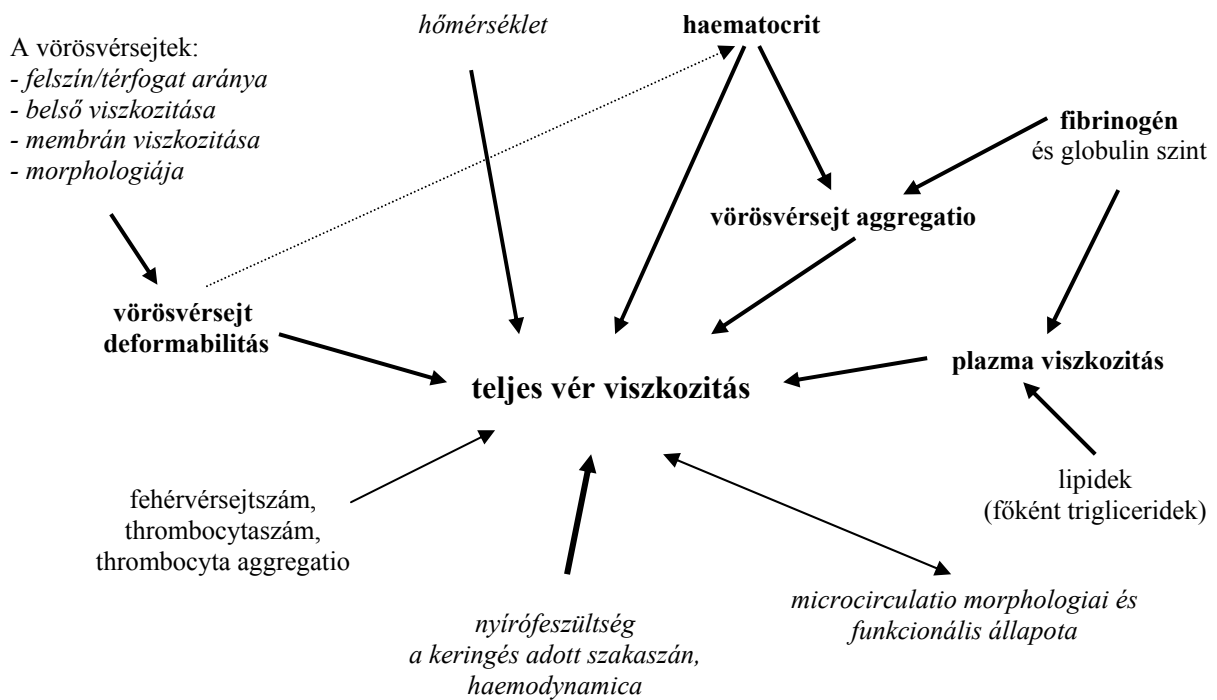 hőmérséklet
haematocrit
A vörösvérsejtek:
- felszín/térfogat aránya
- belső viszkozitása
- membrán viszkozitása
- morphologiája
fibrinogén
és globulin szint
vörösvérsejt aggregatio
vörösvérsejt
deformabilitás
plazma viszkozitás
teljes vér viszkozitás
lipidek
(főként trigliceridek)
fehérvérsejtszám,
thrombocytaszám,
thrombocyta aggregatio
nyírófeszültség
a keringés adott szakaszán,
haemodynamica
microcirculatio morphologiai és
funkcionális állapota